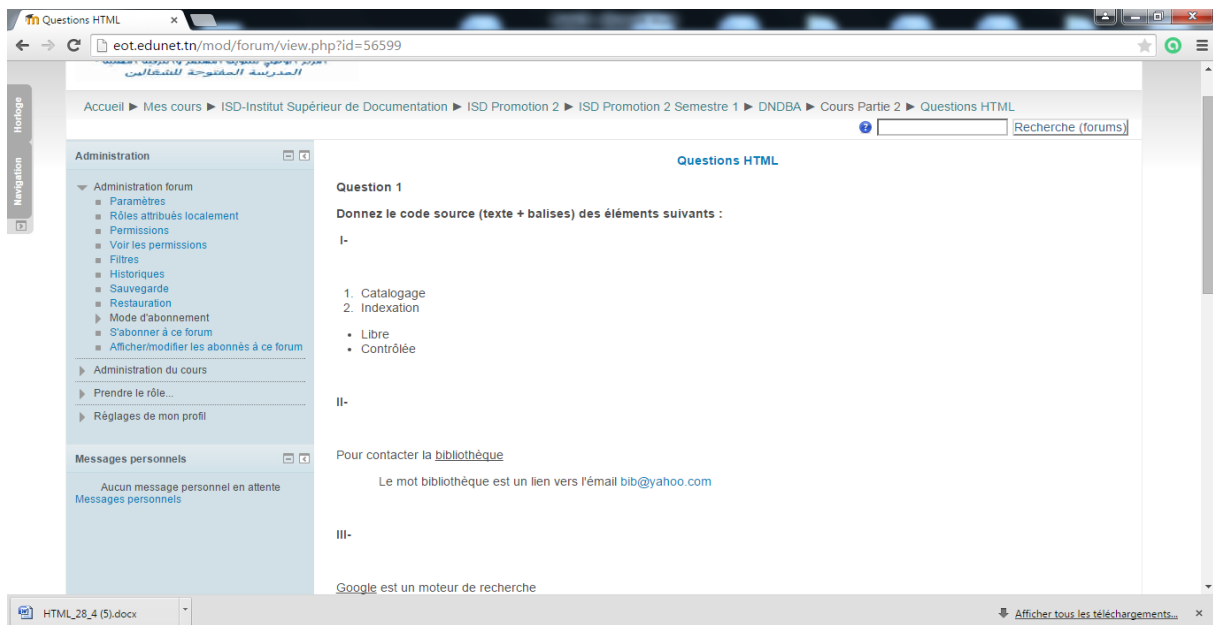 Questions HTML
eot.edunet.tn/mod/forum/view.php?id=56599
المدرسة المفتوحة للشغالين
Accueil ► Mes cours ► ISD-Institut Supérieur de Documentation ► ISD Promotion 2 ► ISD Promotion 2 Semestre 1 ► DNDBA ► Cours Partie 2 ► Questions HTML
Recherche (forums)
Horloge
Navigation
Administration
Administration forum
Paramètres
Rôles attribués localement
Permissions
Voir les permissions
Filtres
Historiques
Sauvegarde
Restauration
Mode d'abonnement
S'abonner à ce forum
Afficher/modifier les abonnés à ce forum
Administration du cours
Prendre le rôle...
Réglages de mon profil
Messages personnels
Aucun message personnel en attente
Messages personnels
Questions HTML
Question 1
Donnez le code source (texte + balises) des éléments suivants :
I-
1. Catalogage
2. Indexation
• Libre
• Contrôlée
II-
Pour contacter la bibliothèque
Le mot bibliothèque est un lien vers l'émail bib@yahoo.com
III-
Google est un moteur de recherche
HTML_28_4 (5).docx
Afficher tous les téléchargements...